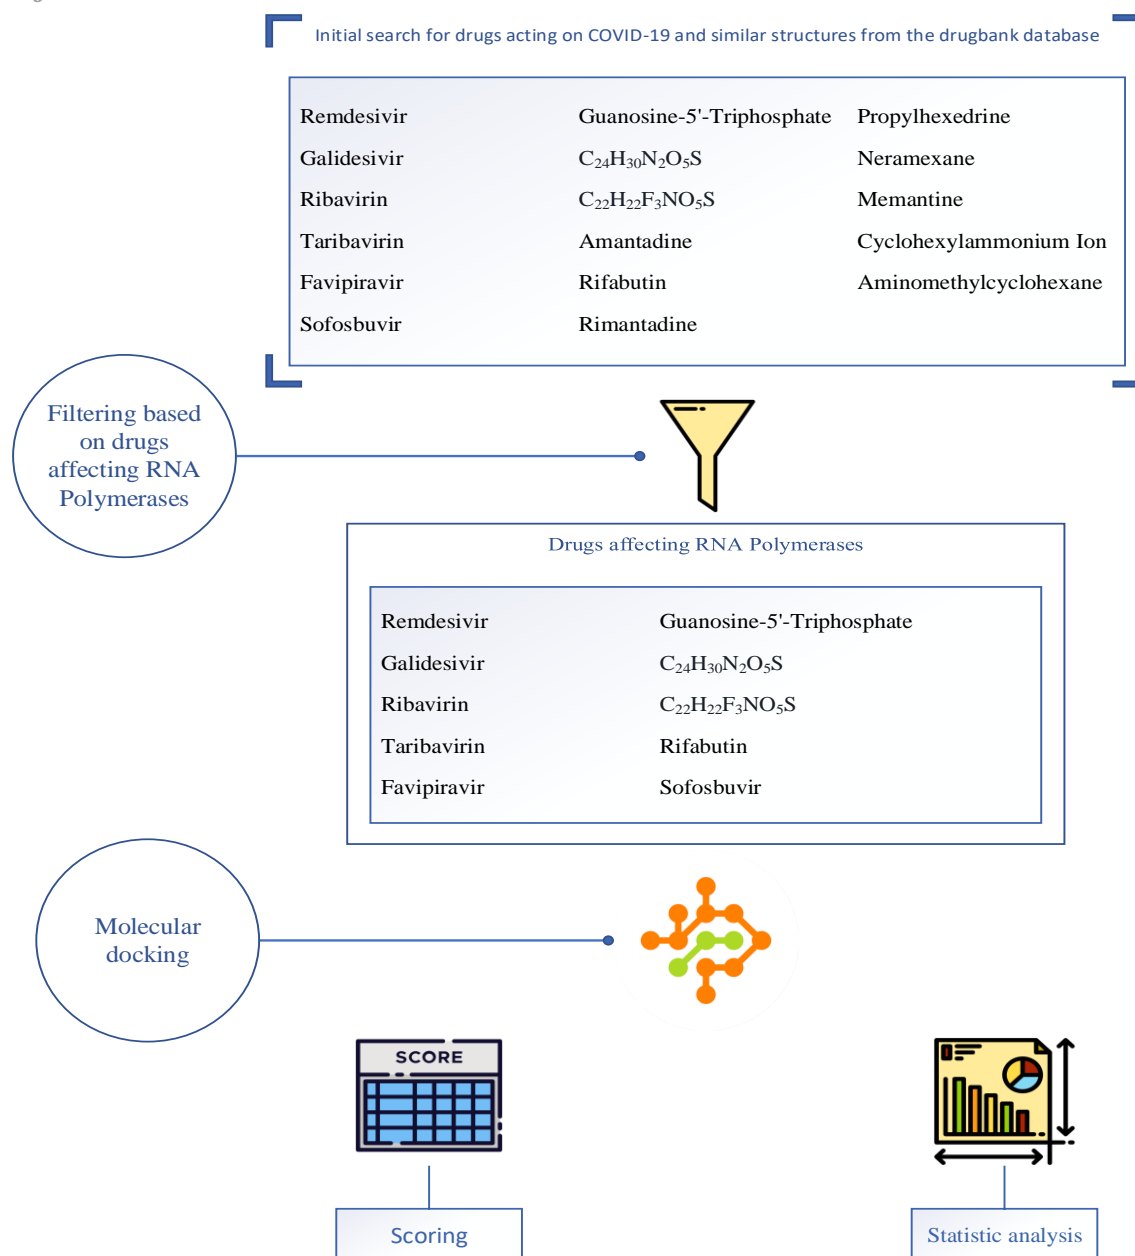 Initial search for drugs acting on COVID-19 and similar structures from the drugbank database
Remdesivir Guanosine-5'-Triphosphate Propylhexedrine
Galidesivir C₂₄H₃₀N₂O₅S Neramexane
Ribavirin C₂₂H₂₂F₃NO₅S Memantine
Taribavirin Amantadine Cyclohexylammonium Ion
Favipiravir Rifabutin Aminomethylcyclohexane
Sofosbuvir Rimantadine
Filtering based
on drugs
affecting RNA
Polymerases
Drugs affecting RNA Polymerases
Remdesivir Guanosine-5'-Triphosphate
Galidesivir C₂₄H₃₀N₂O₅S
Ribavirin C₂₂H₂₂F₃NO₅S
Taribavirin Rifabutin
Favipiravir Sofosbuvir
Molecular
docking
SCORE
Scoring
Statistic analysis